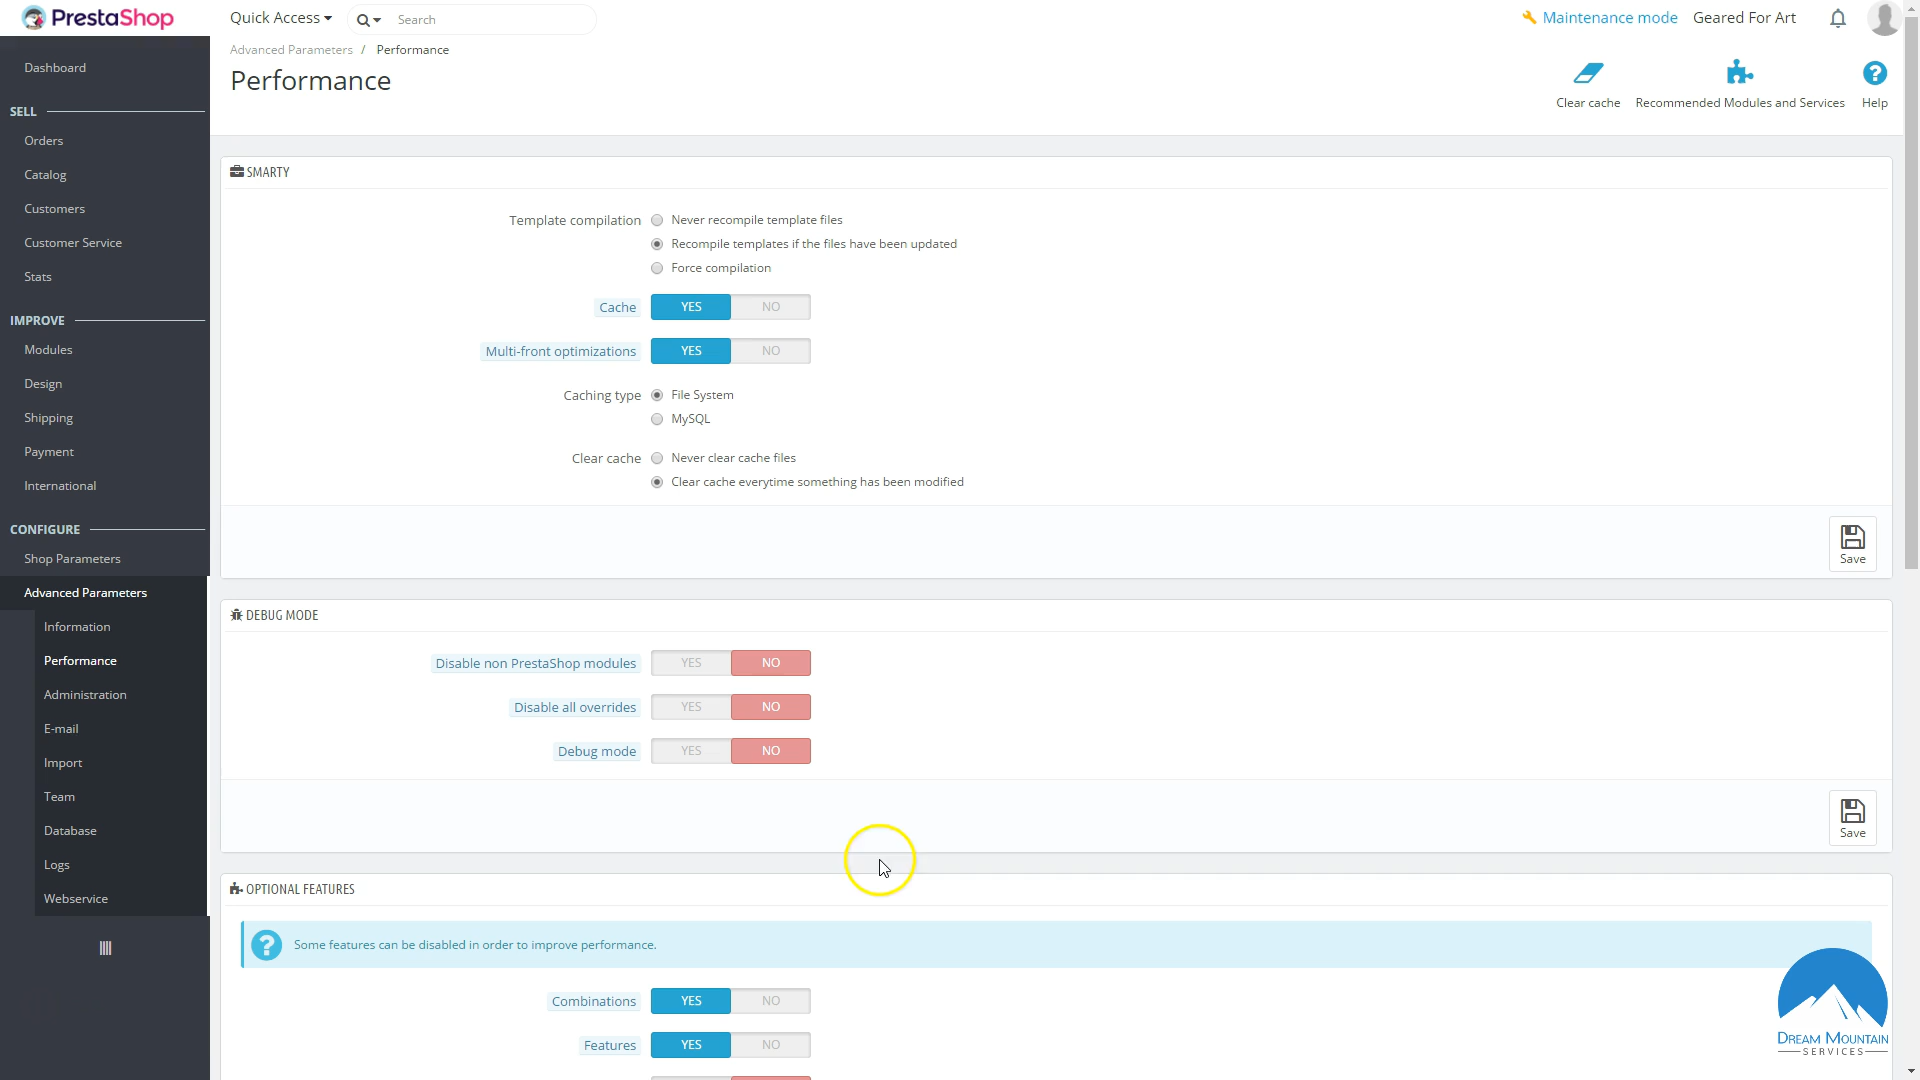 PrestaShop
Quick Access
Search
Maintenance mode
Geared For Art
Advanced Parameters / Performance
Performance
Clear cache
Recommended Modules and Services
Help
Dashboard
SELL
Orders
Catalog
Customers
Customer Service
Stats
IMPROVE
Modules
Design
Shipping
Payment
International
CONFIGURE
Shop Parameters
Advanced Parameters
Information
Performance
Administration
E-mail
Import
Team
Database
Logs
Webservice
SMARTY
Template compilation
Never recompile template files
Recompile templates if the files have been updated
Force compilation
Cache YES NO
Multi-front optimizations YES NO
Caching type
File System
MySQL
Clear cache
Never clear cache files
Clear cache everytime something has been modified
Save
DEBUG MODE
Disable non PrestaShop modules YES NO
Disable all overrides YES NO
Debug mode YES NO
Save
OPTIONAL FEATURES
? Some features can be disabled in order to improve performance.
Combinations YES NO
Features YES NO
DREAM MOUNTAIN
SERVICES